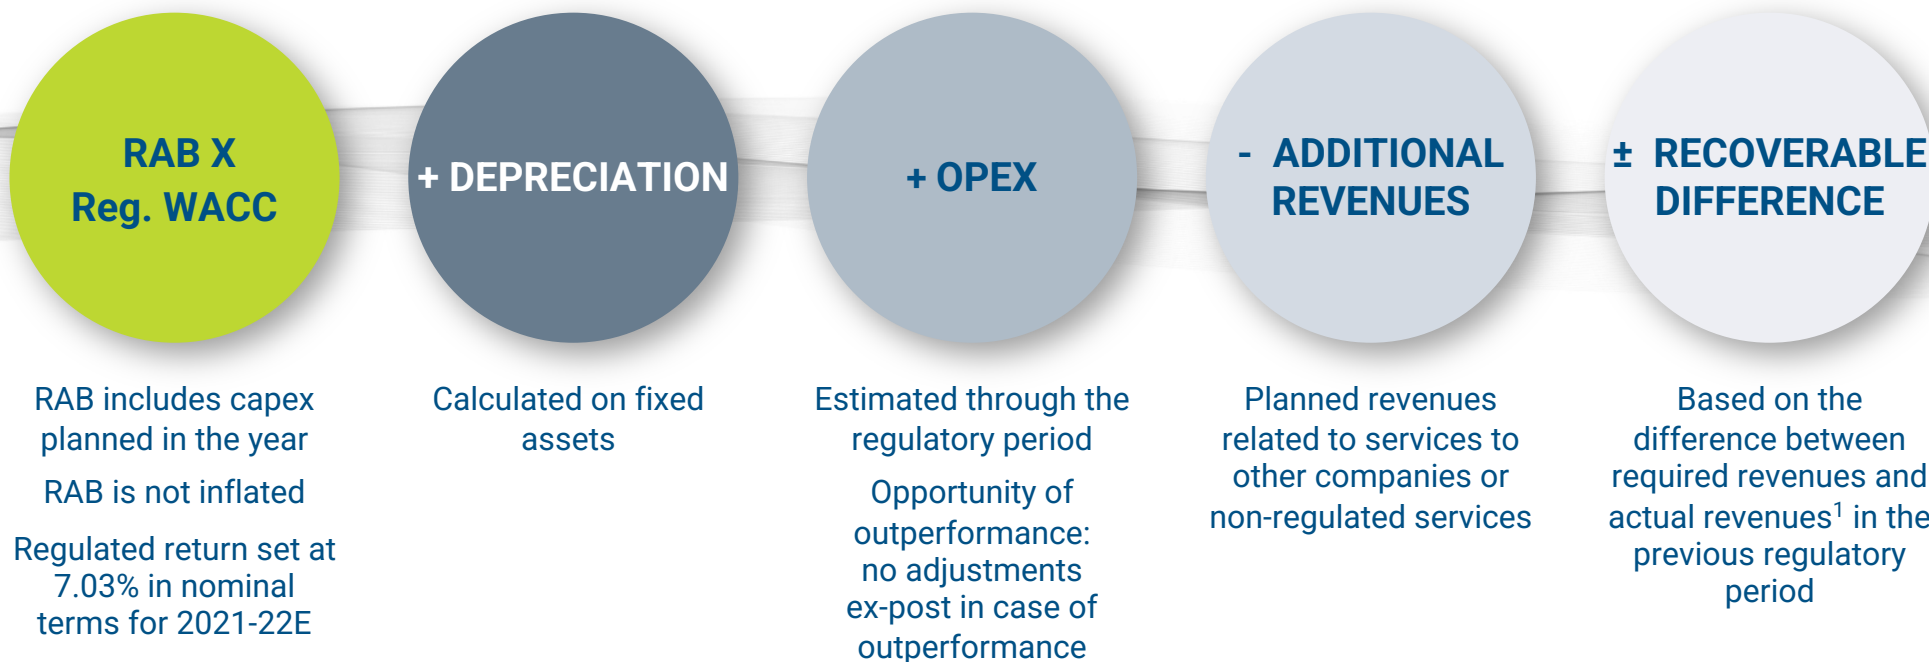 RAB X
Reg. WACC
+ DEPRECIATION
+ OPEX
- ADDITIONAL
REVENUES
± RECOVERABLE
DIFFERENCE
RAB includes capex
planned in the year
RAB is not inflated
Regulated return set at
7.03% in nominal
terms for 2021-22E
Calculated on fixed
assets
Estimated through the
regulatory period
Opportunity of
outperformance:
no adjustments
ex-post in case of
outperformance
Planned revenues
related to services to
other companies or
non-regulated services
Based on the
difference between
required revenues and
actual revenues¹ in the
previous regulatory
period